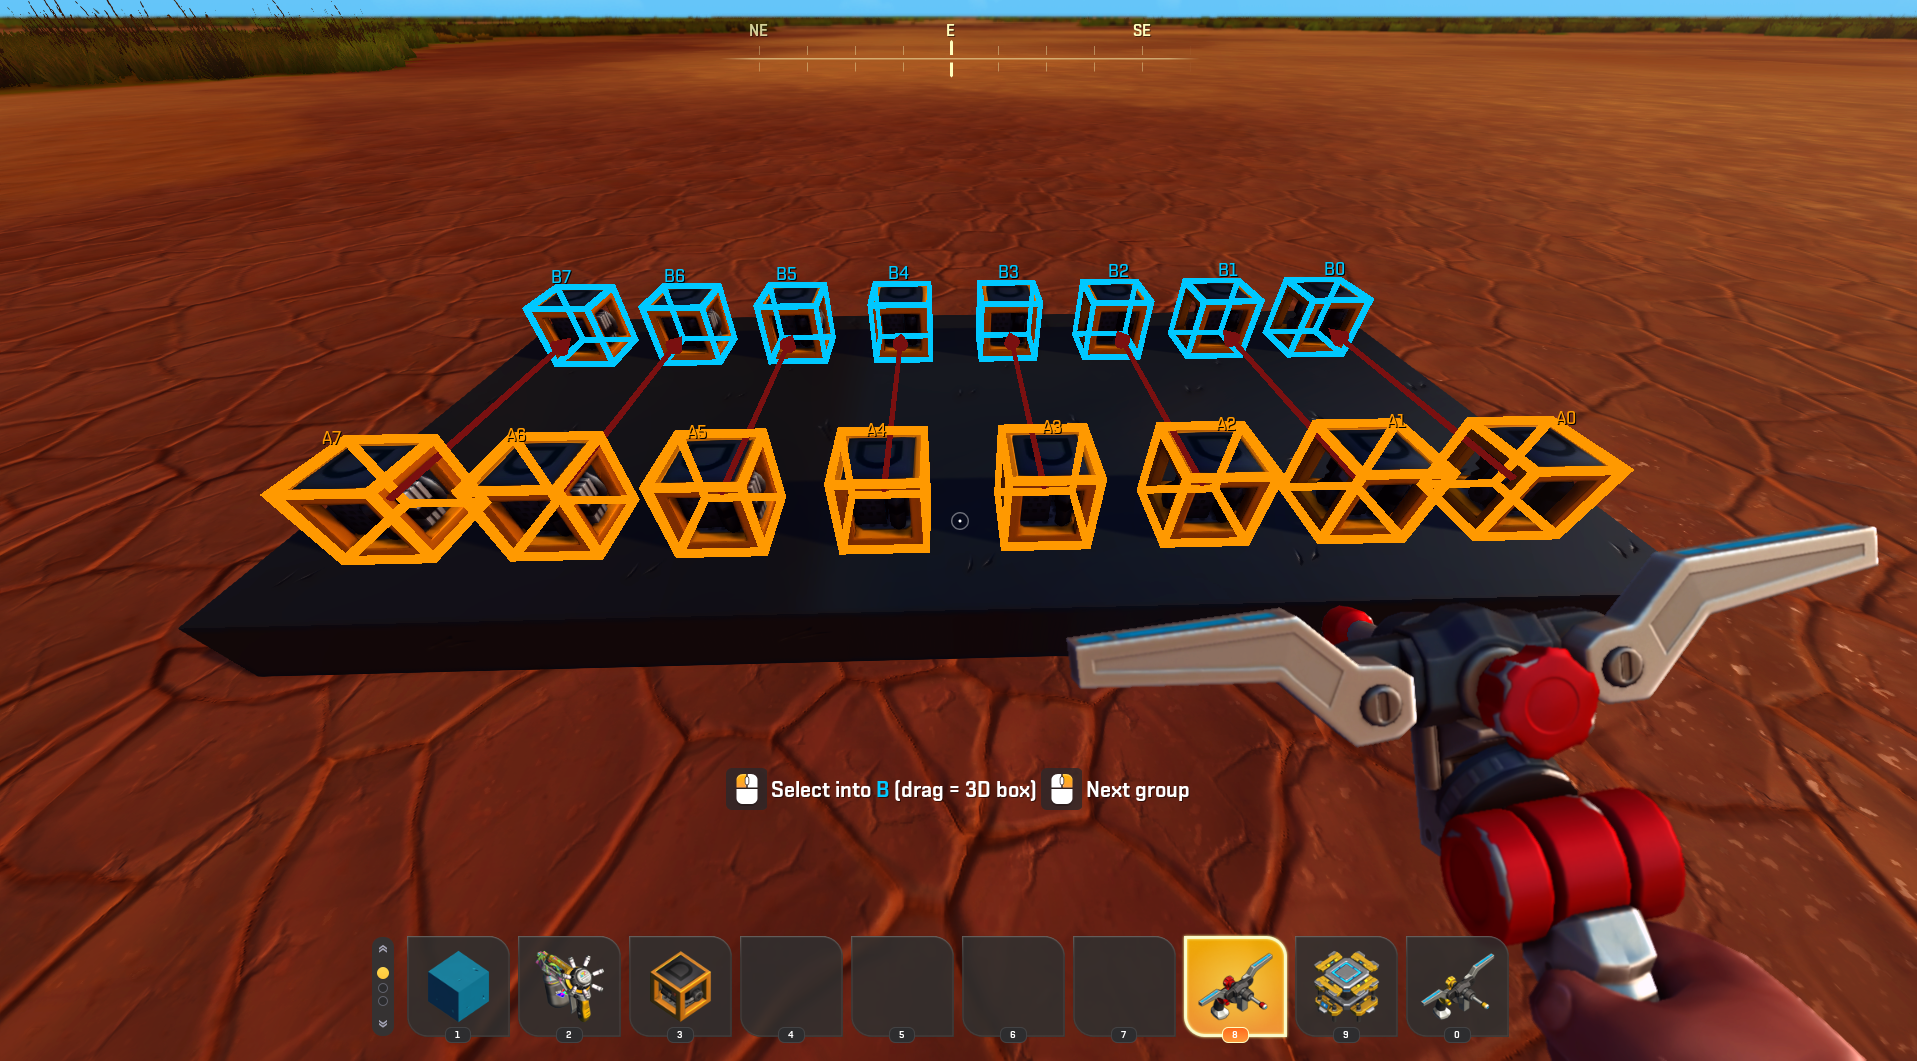 NE E SE
B7 B6 B5 B4 B3 B2 B1 B0
A7 A6 A5 A4 A3 A2 A1 A0
Select into B (drag = 3D box) Next group
1 2 3 4 5 6 7 8 9 0